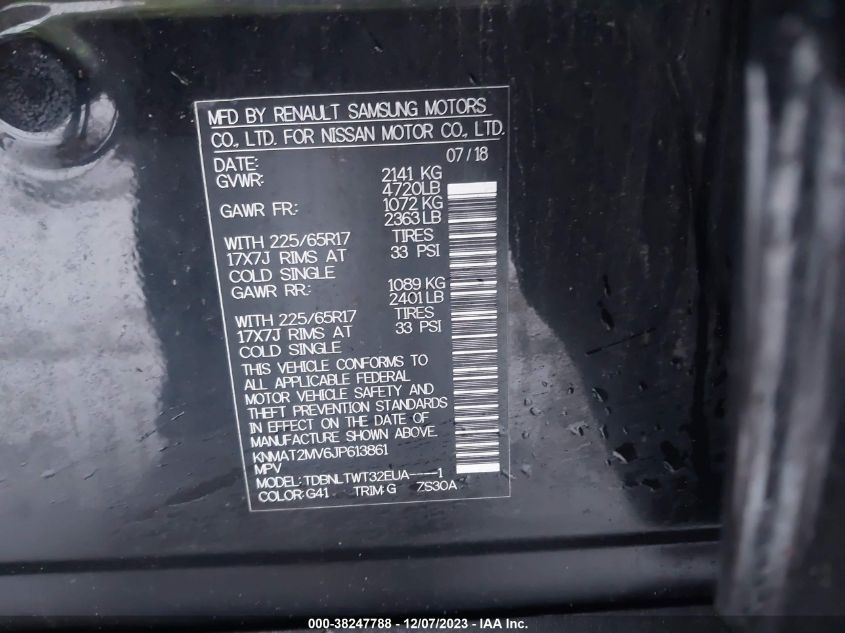 MFD BY RENAULT SAMSUNG MOTORS
CO., LTD. FOR NISSAN MOTOR CO., LTD.
DATE: 07/18
GVWR: 2141 KG
4720LB
GAWR FR: 1072 KG
2363LB
WITH 225/65R17 TIRES
17X7J RIMS AT 33 PSI
COLD SINGLE
GAWR RR: 1089 KG
2401LB
WITH 225/65R17 TIRES
17X7J RIMS AT 33 PSI
COLD SINGLE
THIS VEHICLE CONFORMS TO
ALL APPLICABLE FEDERAL
MOTOR VEHICLE SAFETY AND
THEFT PREVENTION STANDARDS
IN EFFECT ON THE DATE OF
MANUFACTURE SHOWN ABOVE.
KNMAT2MV6JP613861
MPV
MODEL: TDBNLTWT32EUA----1
COLOR:G41 TRIM:G ZS30A
000-38247788 - 12/07/2023 - IAA Inc.